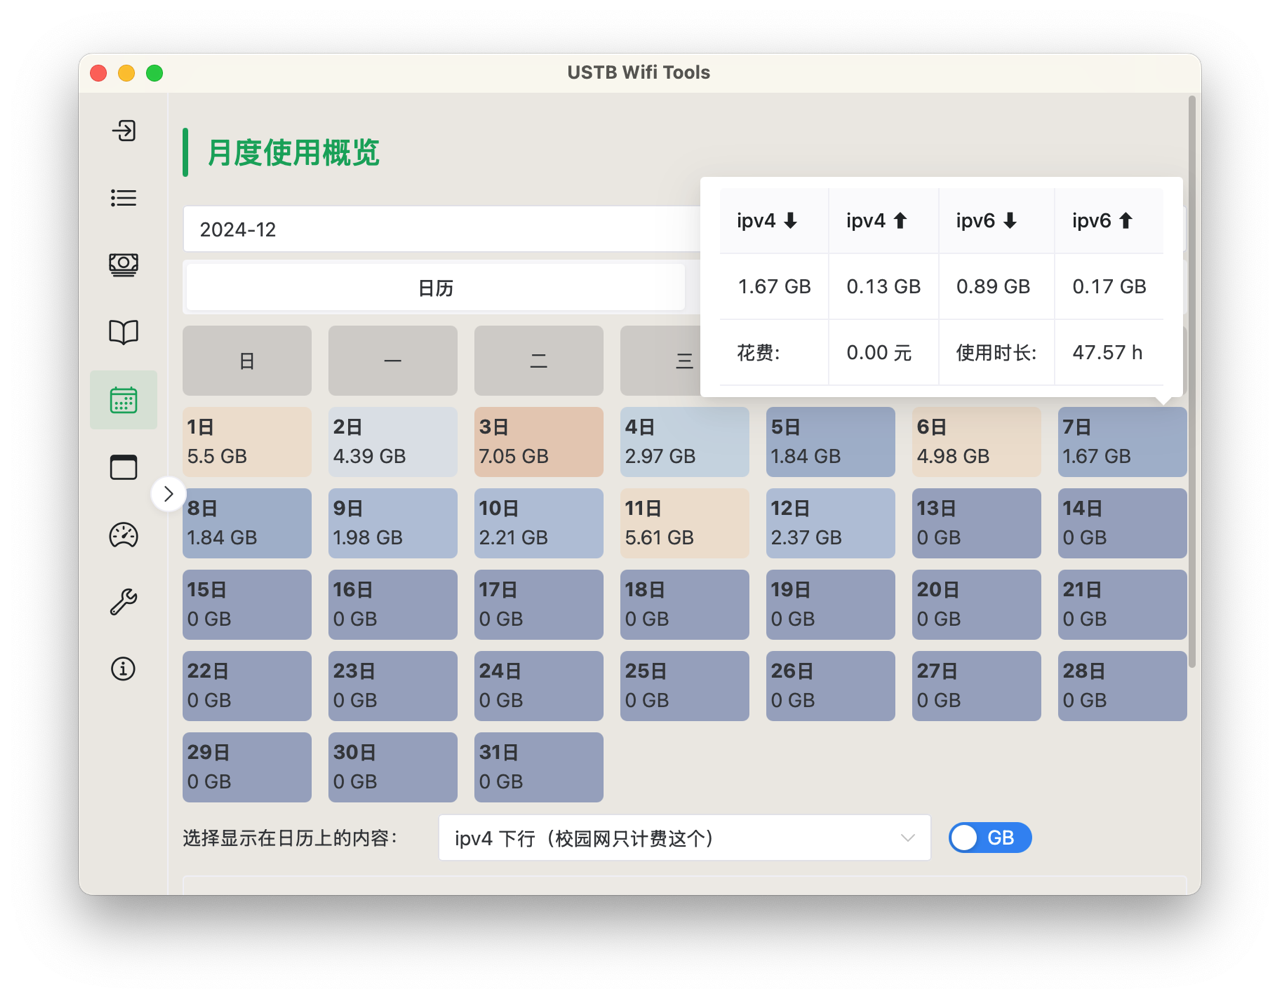 USTB Wifi Tools
月度使用概览
2024-12
日历
ipv4 ⬇ ipv4 ⬆ ipv6 ⬇ ipv6 ⬆
1.67 GB 0.13 GB 0.89 GB 0.17 GB
花费: 0.00 元 使用时长: 47.57 h
日 一 二 三
1日 2日 3日 4日 5日 6日 7日
5.5 GB 4.39 GB 7.05 GB 2.97 GB 1.84 GB 4.98 GB 1.67 GB
8日 9日 10日 11日 12日 13日 14日
1.84 GB 1.98 GB 2.21 GB 5.61 GB 2.37 GB 0 GB 0 GB
15日 16日 17日 18日 19日 20日 21日
0 GB 0 GB 0 GB 0 GB 0 GB 0 GB 0 GB
22日 23日 24日 25日 26日 27日 28日
0 GB 0 GB 0 GB 0 GB 0 GB 0 GB 0 GB
29日 30日 31日
0 GB 0 GB 0 GB
选择显示在日历上的内容： ipv4 下行（校园网只计费这个） GB